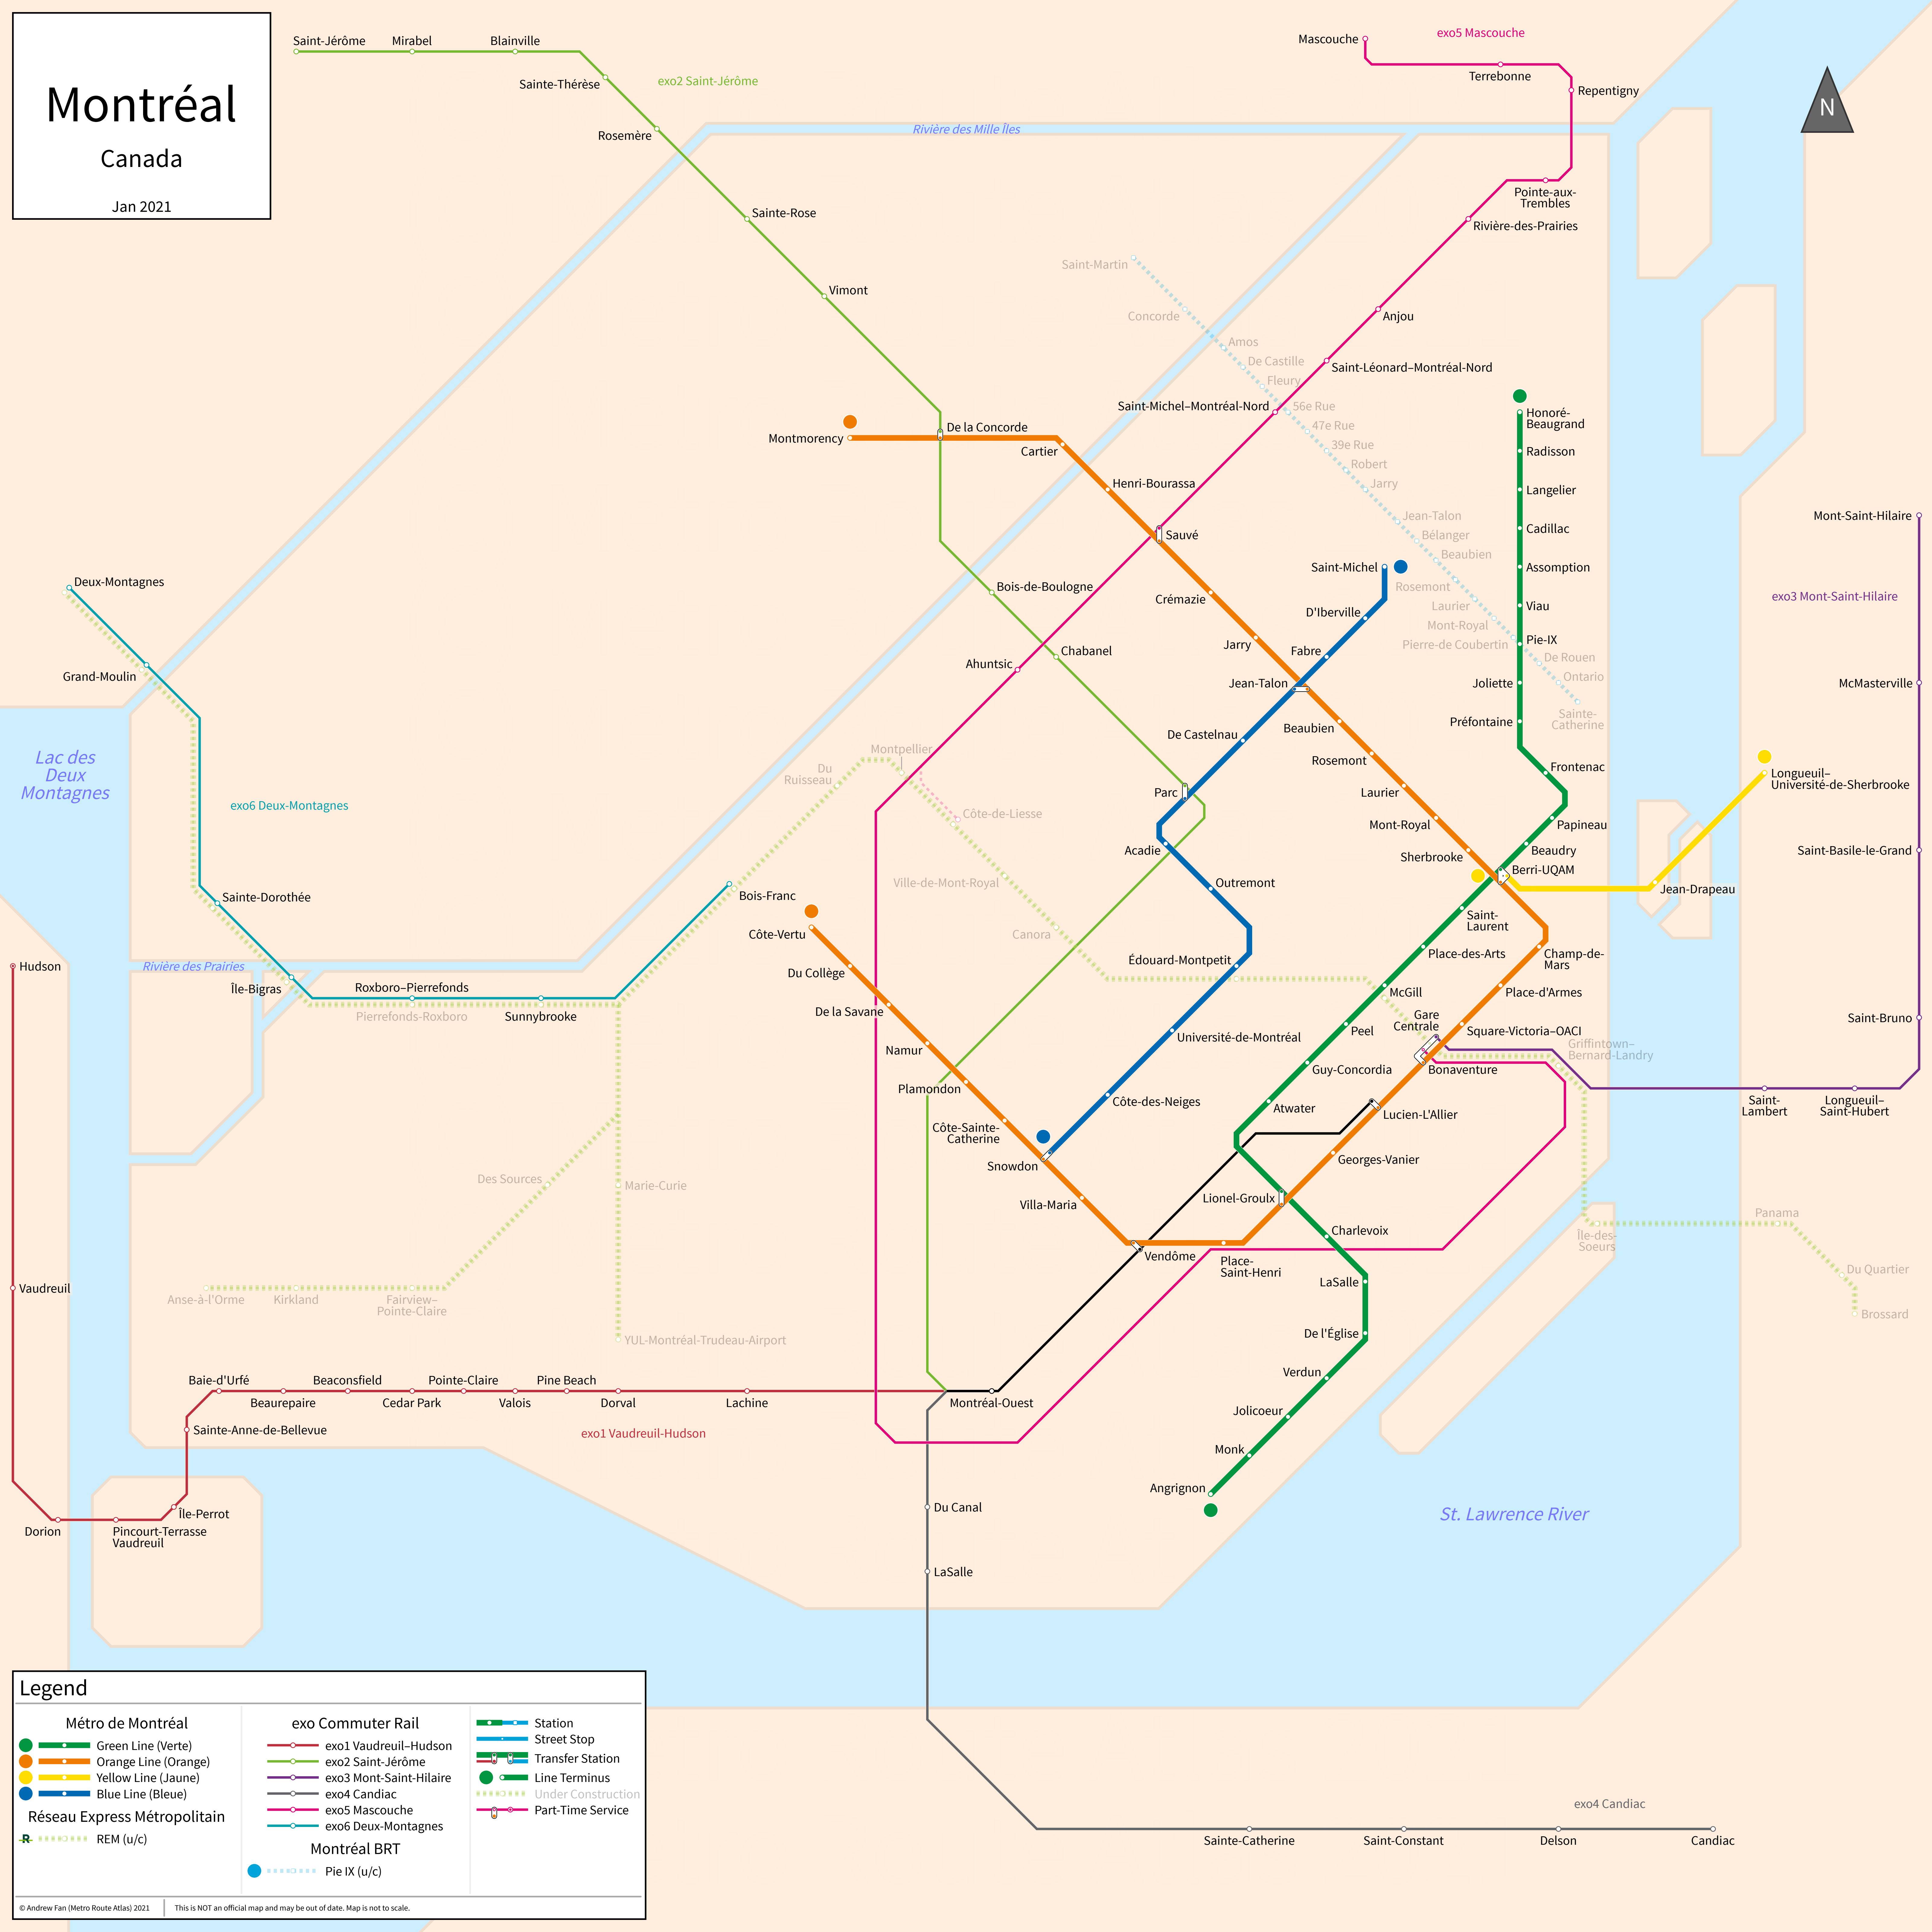 Montréal
Canada
Jan 2021
Saint-Jérôme
Mirabel
Blainville
Sainte-Thérèse
exo2 Saint-Jérôme
Rosemère
Sainte-Rose
Vimont
Mascouche
exo5 Mascouche
Terrebonne
Repentigny
N
Rivière des Mille Îles
Pointe-aux-
Trembles
Rivière-des-Prairies
Saint-Martin
Concorde
Anjou
Amos
De Castille
Fleury
Saint-Léonard–Montréal-Nord
Saint-Michel–Montréal-Nord
56e Rue
47e Rue
39e Rue
Robert
Jarry
Jean-Talon
Bélanger
Beaubien
Rosemont
Laurier
Mont-Royal
Pierre-de Coubertin
De Rouen
Ontario
Sainte-
Catherine
Honoré-
Beaugrand
Radisson
Langelier
Cadillac
Assomption
Viau
Pie-IX
Joliette
Préfontaine
Frontenac
Papineau
Beaudry
Berri-UQAM
Montmorency
De la Concorde
Cartier
Henri-Bourassa
Sauvé
Crémazie
Jarry
Jean-Talon
Beaubien
Rosemont
Laurier
Mont-Royal
Sherbrooke
Saint-Michel
D'Iberville
Fabre
De Castelnau
Parc
Acadie
Outremont
Édouard-Montpetit
Université-de-Montréal
Côte-des-Neiges
Bois-de-Boulogne
Chabanel
Ahuntsic
Mont-Saint-Hilaire
exo3 Mont-Saint-Hilaire
McMasterville
Saint-Basile-le-Grand
Saint-Bruno
Longueuil–
Saint-Hubert
Saint-
Lambert
Longueuil–
Université-de-Sherbrooke
Jean-Drapeau
Deux-Montagnes
Grand-Moulin
Lac des
Deux
Montagnes
exo6 Deux-Montagnes
Sainte-Dorothée
Rivière des Prairies
Île-Bigras
Roxboro–Pierrefonds
Pierrefonds-Roxboro
Sunnybrooke
Bois-Franc
Du
Ruisseau
Montpellier
Côte-de-Liesse
Ville-de-Mont-Royal
Canora
Côte-Vertu
Du Collège
De la Savane
Namur
Plamondon
Côte-Sainte-
Catherine
Snowdon
Villa-Maria
Vendôme
Place-
Saint-Henri
Lionel-Groulx
Georges-Vanier
Lucien-L'Allier
Bonaventure
Gare
Centrale
Square-Victoria–OACI
Place-d'Armes
Champ-de-
Mars
Saint-
Laurent
Place-des-Arts
McGill
Peel
Guy-Concordia
Atwater
Charlevoix
LaSalle
De l'Église
Verdun
Jolicoeur
Monk
Angrignon
Griffintown–
Bernard-Landry
Île-des-
Soeurs
Panama
Du Quartier
Brossard
Des Sources
Marie-Curie
Anse-à-l'Orme
Kirkland
Fairview–
Pointe-Claire
YUL-Montréal-Trudeau-Airport
Hudson
Vaudreuil
Dorion
Pincourt-Terrasse
Vaudreuil
Île-Perrot
Sainte-Anne-de-Bellevue
Baie-d'Urfé
Beaurepaire
Beaconsfield
Cedar Park
Pointe-Claire
Valois
Pine Beach
Dorval
Lachine
exo1 Vaudreuil-Hudson
Montréal-Ouest
Du Canal
LaSalle
St. Lawrence River
exo4 Candiac
Sainte-Catherine
Saint-Constant
Delson
Candiac
Legend
Métro de Montréal
Green Line (Verte)
Orange Line (Orange)
Yellow Line (Jaune)
Blue Line (Bleue)
Réseau Express Métropolitain
R
REM (u/c)
exo Commuter Rail
exo1 Vaudreuil–Hudson
exo2 Saint-Jérôme
exo3 Mont-Saint-Hilaire
exo4 Candiac
exo5 Mascouche
exo6 Deux-Montagnes
Montréal BRT
Pie IX (u/c)
Station
Street Stop
Transfer Station
Line Terminus
Under Construction
Part-Time Service
© Andrew Fan (Metro Route Atlas) 2021
This is NOT an official map and may be out of date. Map is not to scale.